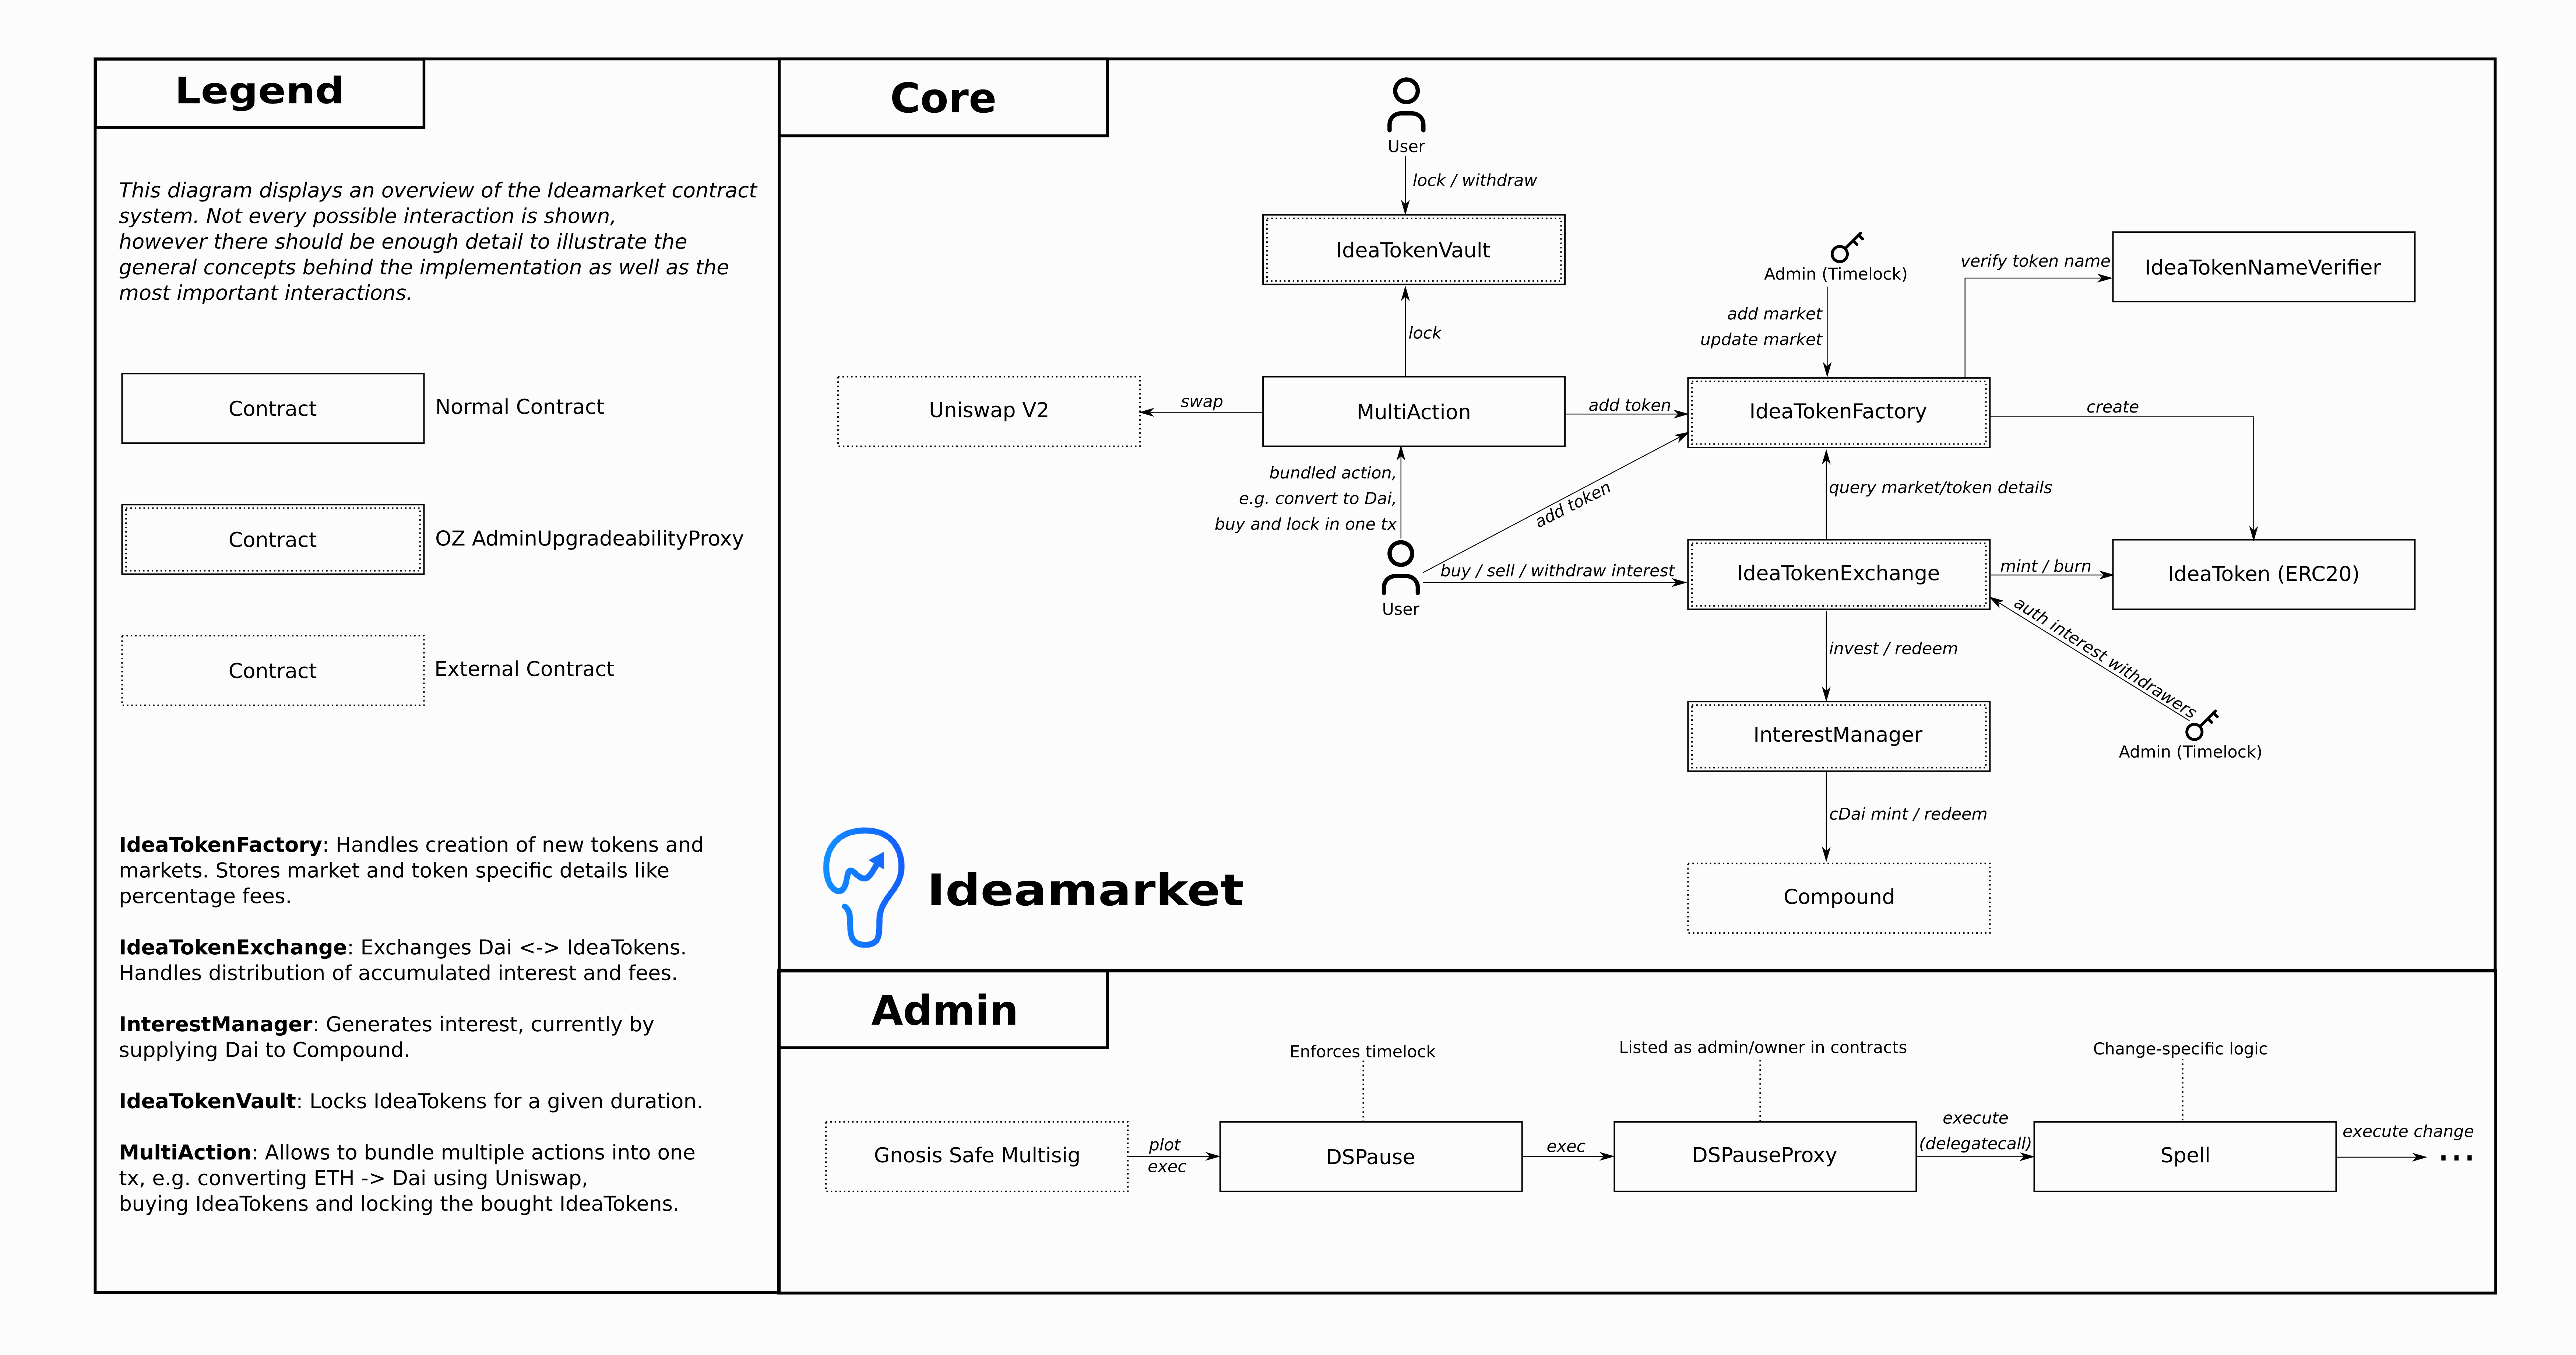 Legend
This diagram displays an overview of the Ideamarket contract
system. Not every possible interaction is shown,
however there should be enough detail to illustrate the
general concepts behind the implementation as well as the
most important interactions.
Contract
Normal Contract
Contract
OZ AdminUpgradeabilityProxy
Contract
External Contract
IdeaTokenFactory: Handles creation of new tokens and
markets. Stores market and token specific details like
percentage fees.
IdeaTokenExchange: Exchanges Dai <-> IdeaTokens.
Handles distribution of accumulated interest and fees.
InterestManager: Generates interest, currently by
supplying Dai to Compound.
IdeaTokenVault: Locks IdeaTokens for a given duration.
MultiAction: Allows to bundle multiple actions into one
tx, e.g. converting ETH -> Dai using Uniswap,
buying IdeaTokens and locking the bought IdeaTokens.
Core
User
lock / withdraw
IdeaTokenVault
lock
Admin (Timelock)
add market
update market
verify token name
IdeaTokenNameVerifier
Uniswap V2
swap
MultiAction
add token
IdeaTokenFactory
create
bundled action,
e.g. convert to Dai,
buy and lock in one tx
add token
query market/token details
User
buy / sell / withdraw interest
IdeaTokenExchange
mint / burn
IdeaToken (ERC20)
auth interest withdrawers
Admin (Timelock)
invest / redeem
InterestManager
cDai mint / redeem
Compound
Ideamarket
Admin
Enforces timelock
Listed as admin/owner in contracts
Change-specific logic
Gnosis Safe Multisig
plot
exec
DSPause
exec
DSPauseProxy
execute
(delegatecall)
Spell
execute change
...